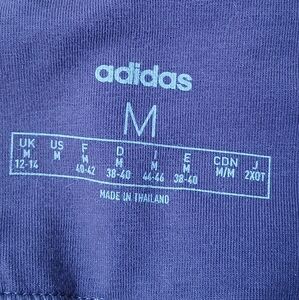 adidas
M
UK US F D I E CDN J
M M M M M M M/M 2XOT
12-14 40-42 38-40 44-46 38-40
MADE IN THAILAND